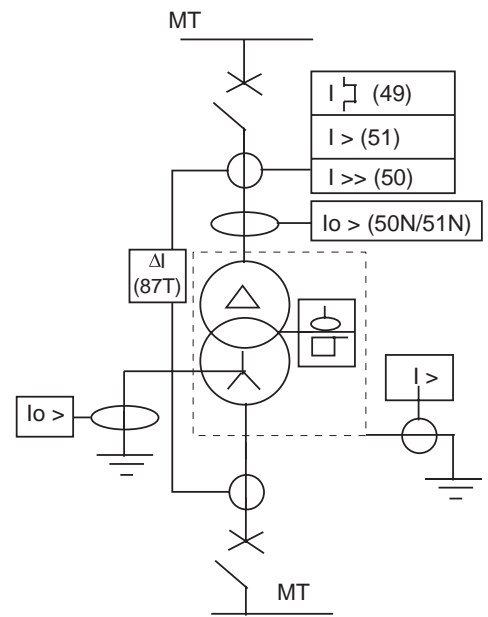 MT
I (49)
I > (51)
I >> (50)
Io > (50N/51N)
ΔI
(87T)
I >
Io >
MT